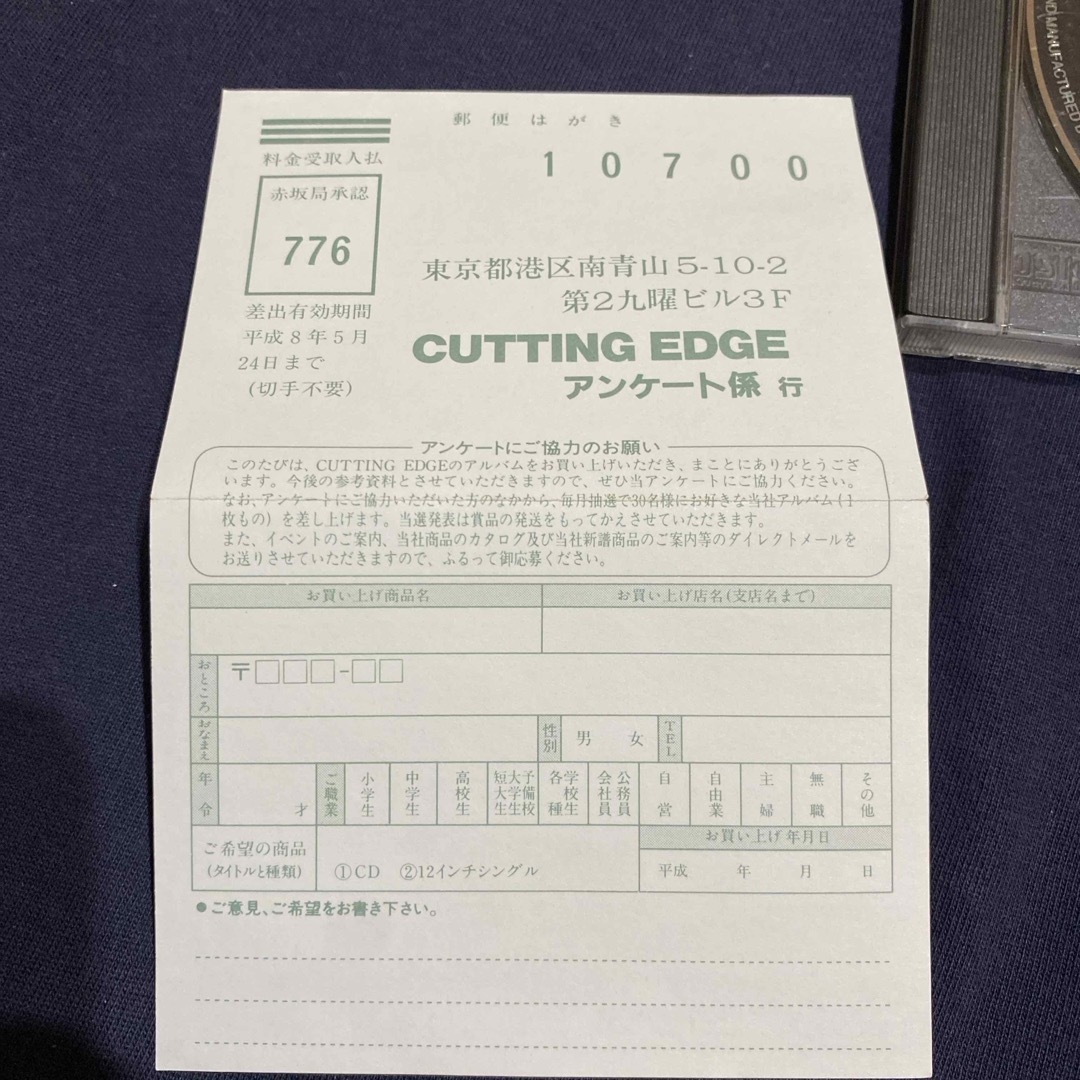 郵便はがき
料金受取人払
10700
赤坂局承認
776
東京都港区南青山5-10-2
第2九曜ビル3F
差出有効期間
平成8年5月
24日まで
(切手不要)
CUTTING EDGE
アンケート係 行
アンケートにご協力のお願い
このたびは、CUTTING EDGEのアルバムをお買い上げいただき、まことにありがとうござ
います。今後の参考資料とさせていただきますので、ぜひ当アンケートにご協力ください。
なお、アンケートにご協力いただいた方のなかから、毎月抽選で30名様にお好きな当社アルバム(1
枚もの)を差し上げます。当選発表は賞品の発送をもってかえさせていただきます。
また、イベントのご案内、当社商品のカタログ及び当社新譜商品のご案内等のダイレクトメールを
お送りさせていただきますので、ふるって御応募ください。
お買い上げ商品名
お買い上げ店名(支店名まで)
おところ
〒□□□-□□
おなまえ
性別
男 女
TEL
年令
才
ご職業
小学生
中学生
高校生
短大生
大学生
予備校生
各種学校生
会社員
公務員
自営
自由業
主婦
無職
その他
お買い上げ年月日
ご希望の商品
(タイトルと種類)
①CD ②12インチシングル
平成 年 月 日
●ご意見、ご希望をお書き下さい。
MANUFACTURED